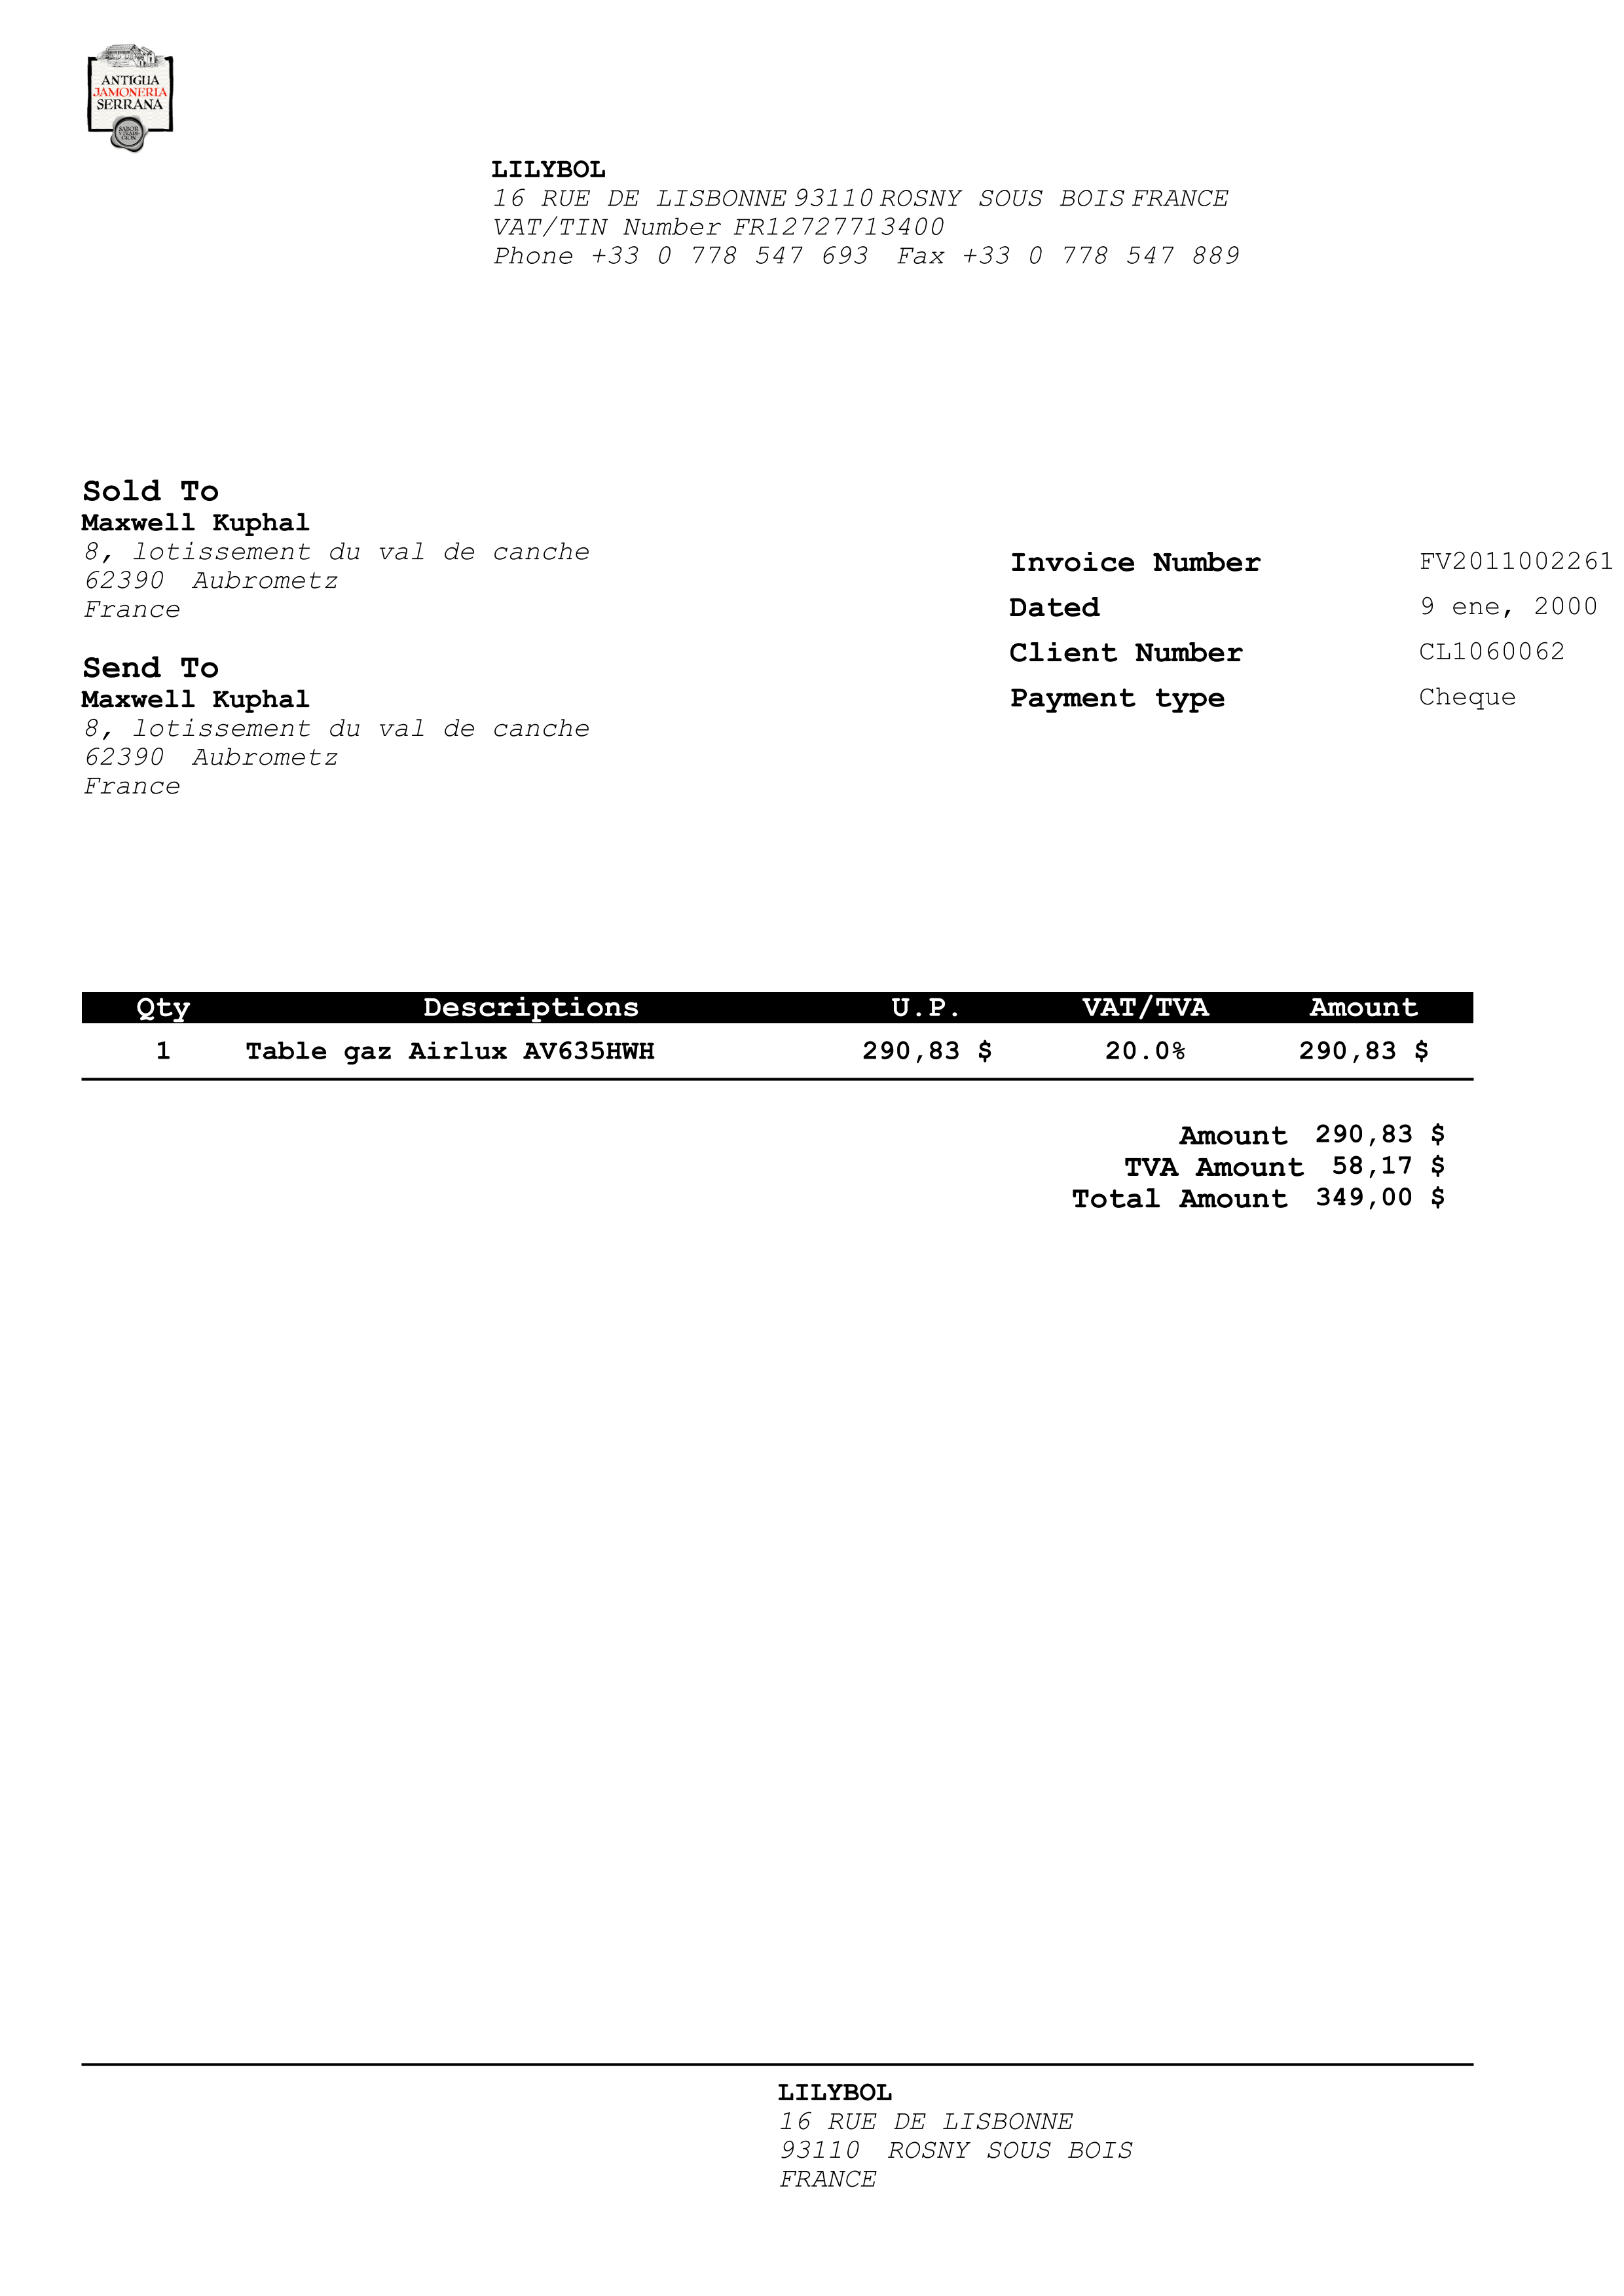 ANTIGUA
JAMONERIA
SERRANA
SABOR
LILYBOL
16 RUE DE LISBONNE 93110 ROSNY SOUS BOIS FRANCE
VAT/TIN Number FR12727713400
Phone +33 0 778 547 693 Fax +33 0 778 547 889
Sold To
Maxwell Kuphal
8, lotissement du val de canche
62390 Aubrometz
France
Invoice Number FV2011002261
Dated 9 ene, 2000
Client Number CL1060062
Payment type Cheque
Send To
Maxwell Kuphal
8, lotissement du val de canche
62390 Aubrometz
France
Qty Descriptions U.P. VAT/TVA Amount
1 Table gaz Airlux AV635HWH 290,83 $ 20.0% 290,83 $
Amount 290,83 $
TVA Amount 58,17 $
Total Amount 349,00 $
LILYBOL
16 RUE DE LISBONNE
93110 ROSNY SOUS BOIS
FRANCE